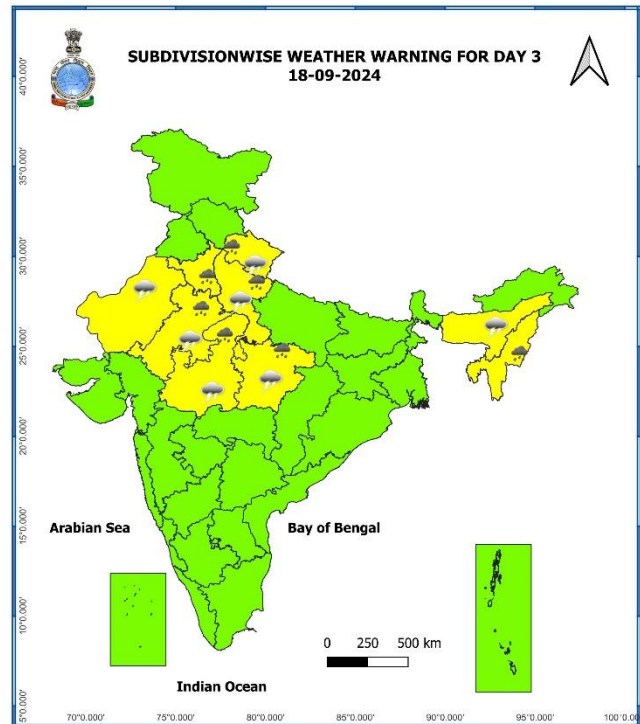 SUBDIVISIONWISE WEATHER WARNING FOR DAY 3
18-09-2024
40°0.000'
35°0.000'
30°0.000'
25°0.000'
20°0.000'
15°0.000'
10°0.000'
5°0.000'
Arabian Sea
Bay of Bengal
0 250 500 km
Indian Ocean
70°0.000' 75°0.000' 80°0.000' 85°0.000' 90°0.000' 95°0.000' 100°0.0